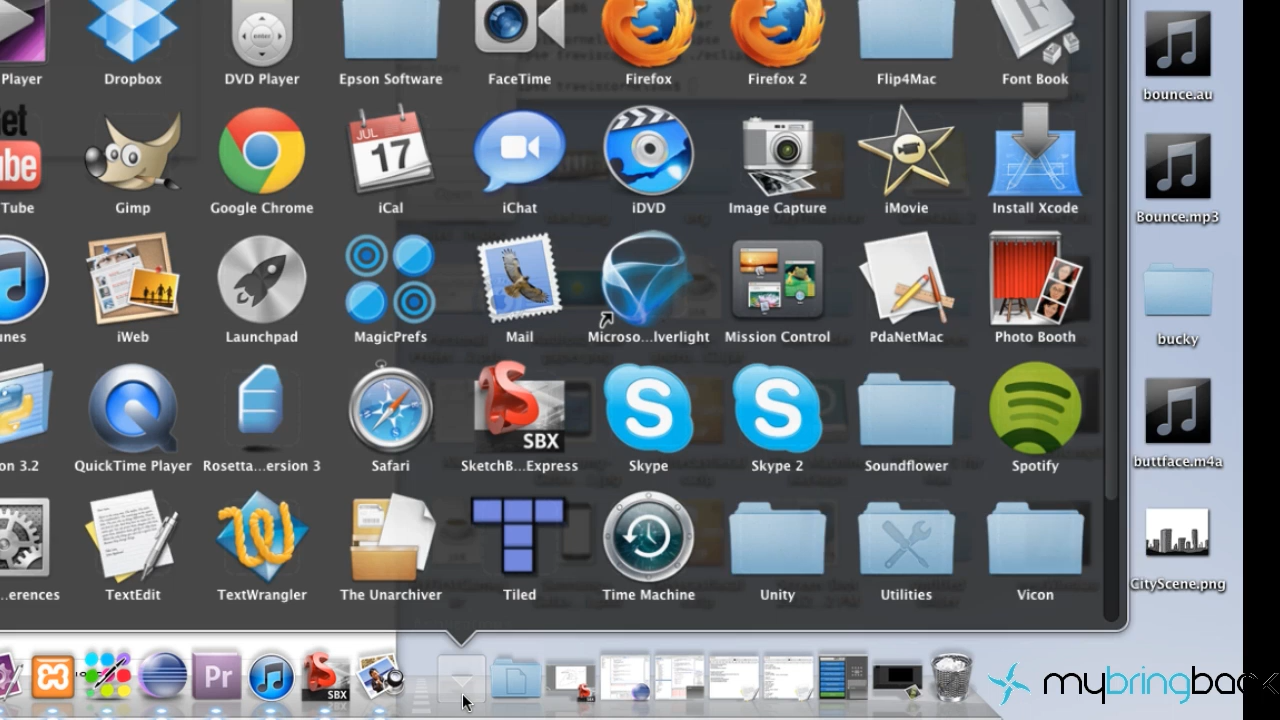 Player Dropbox DVD Player Epson Software FaceTime Firefox Firefox 2 Flip4Mac Font Book
bounce.au
Tube Gimp Google Chrome JUL 17 iCal iChat iDVD Image Capture iMovie Install Xcode
Bounce.mp3
unes iWeb Launchpad MagicPrefs Mail Microso...lverlight Mission Control PdaNetMac Photo Booth
bucky
on 3.2 QuickTime Player Rosetta...ersion 3 Safari SBX SketchB...Express Skype Skype 2 Soundflower Spotify
buttface.m4a
...erences TextEdit TextWrangler The Unarchiver Tiled Time Machine Unity Utilities Vicon
CityScene.png
Pr SBX
mybringback